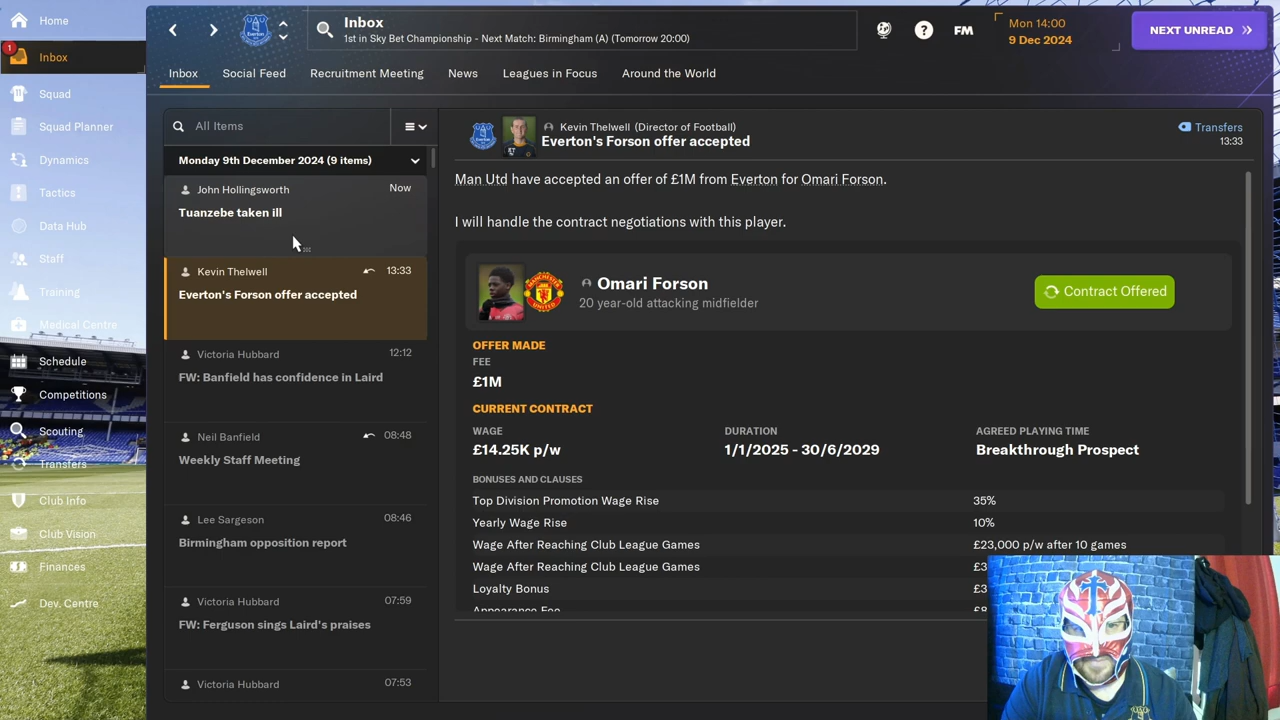 Home
1
Inbox
Squad
Squad Planner
Dynamics
Tactics
Data Hub
Staff
Training
Medical Centre
Schedule
Competitions
Scouting
Transfers
Club Info
Club Vision
Finances
Dev. Centre
Inbox
1st in Sky Bet Championship - Next Match: Birmingham (A) (Tomorrow 20:00)
?
FM
Mon 14:00
9 Dec 2024
NEXT UNREAD
Inbox Social Feed Recruitment Meeting News Leagues in Focus Around the World
All Items
Monday 9th December 2024 (9 items)
John Hollingsworth Now
Tuanzebe taken ill
Kevin Thelwell 13:33
Everton's Forson offer accepted
Victoria Hubbard 12:12
FW: Banfield has confidence in Laird
Neil Banfield 08:48
Weekly Staff Meeting
Lee Sargeson 08:46
Birmingham opposition report
Victoria Hubbard 07:59
FW: Ferguson sings Laird's praises
Victoria Hubbard 07:53
Kevin Thelwell (Director of Football)
Everton's Forson offer accepted
Transfers
13:33
Man Utd have accepted an offer of £1M from Everton for Omari Forson.
I will handle the contract negotiations with this player.
Omari Forson
20 year-old attacking midfielder
Contract Offered
OFFER MADE
FEE
£1M
CURRENT CONTRACT
WAGE DURATION AGREED PLAYING TIME
£14.25K p/w 1/1/2025 - 30/6/2029 Breakthrough Prospect
BONUSES AND CLAUSES
Top Division Promotion Wage Rise 35%
Yearly Wage Rise 10%
Wage After Reaching Club League Games £23,000 p/w after 10 games
Wage After Reaching Club League Games £3
Loyalty Bonus £3
Appearance Fee £8